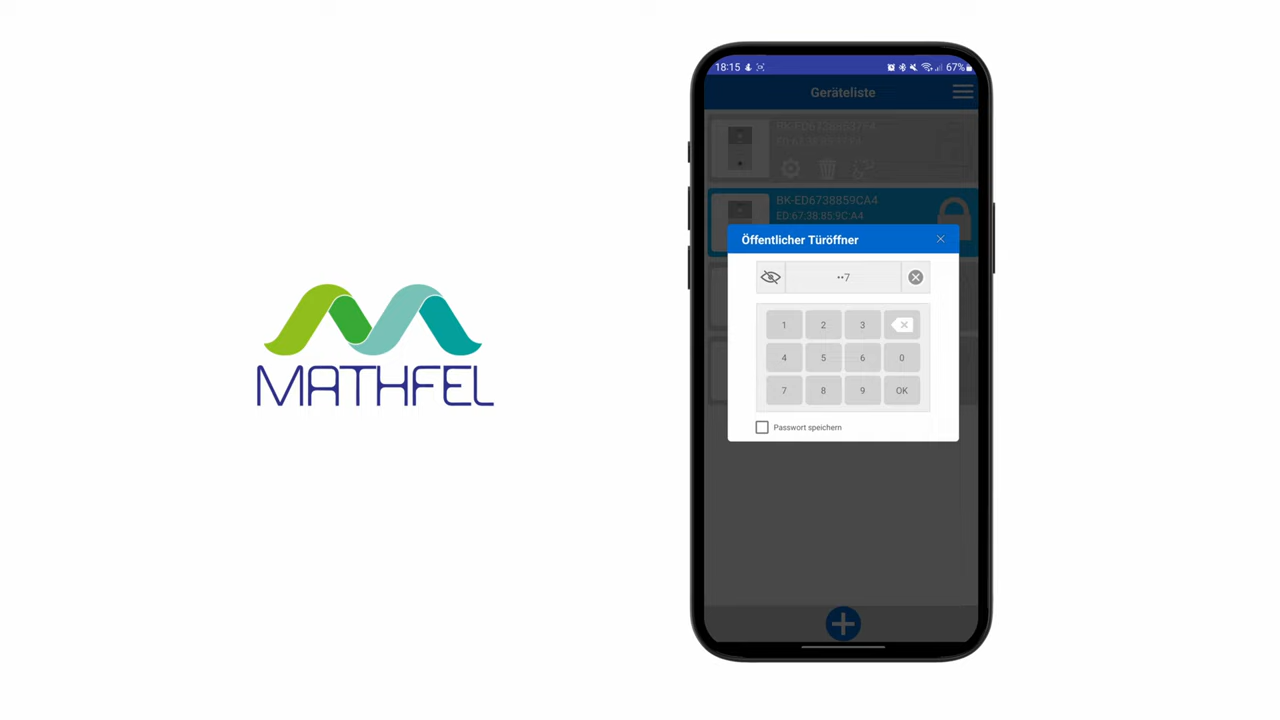 MATHFEL
18:15
67%
Geräteliste
BK-ED6738859CA4
ED:67:38:85:9C:A4
Öffentlicher Türöffner
••7
1 2 3
4 5 6 0
7 8 9 OK
Passwort speichern